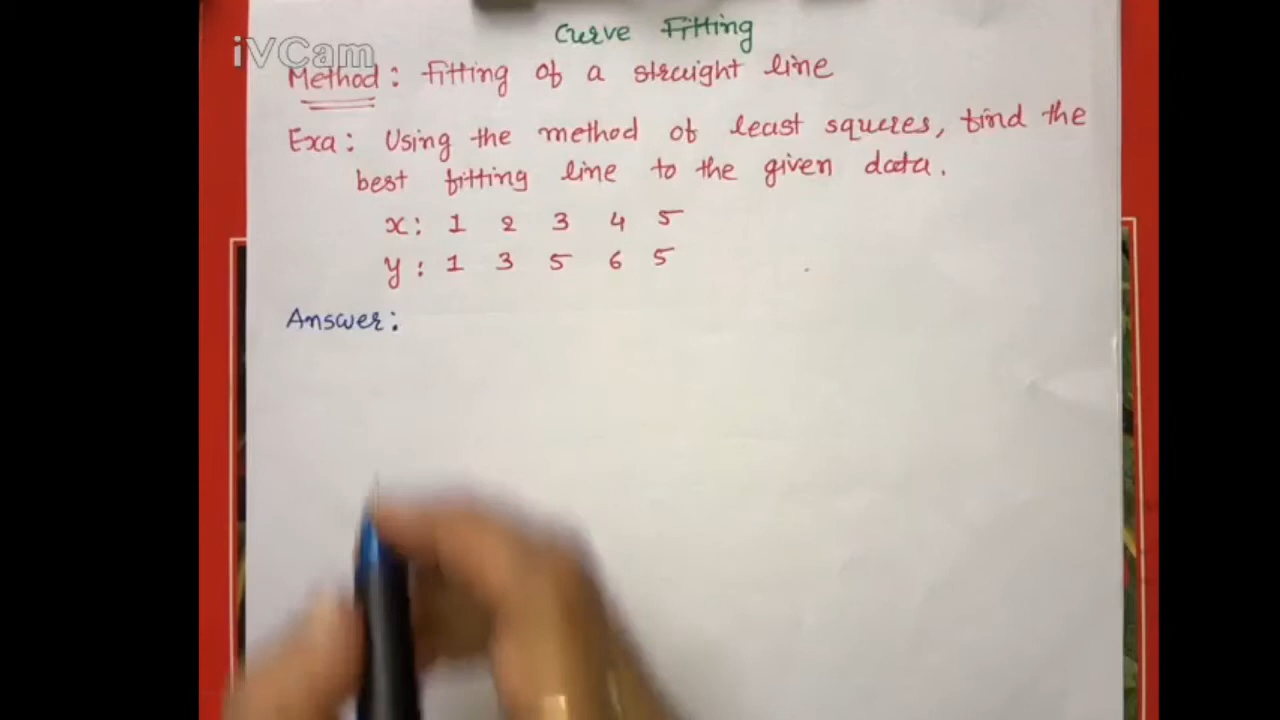 Curve Fitting
iVCam
Method: Fitting of a straight line
Exa: Using the method of least squeres, find the
best fitting line to the given data.
x: 1 2 3 4 5
y: 1 3 5 6 5
Answer: